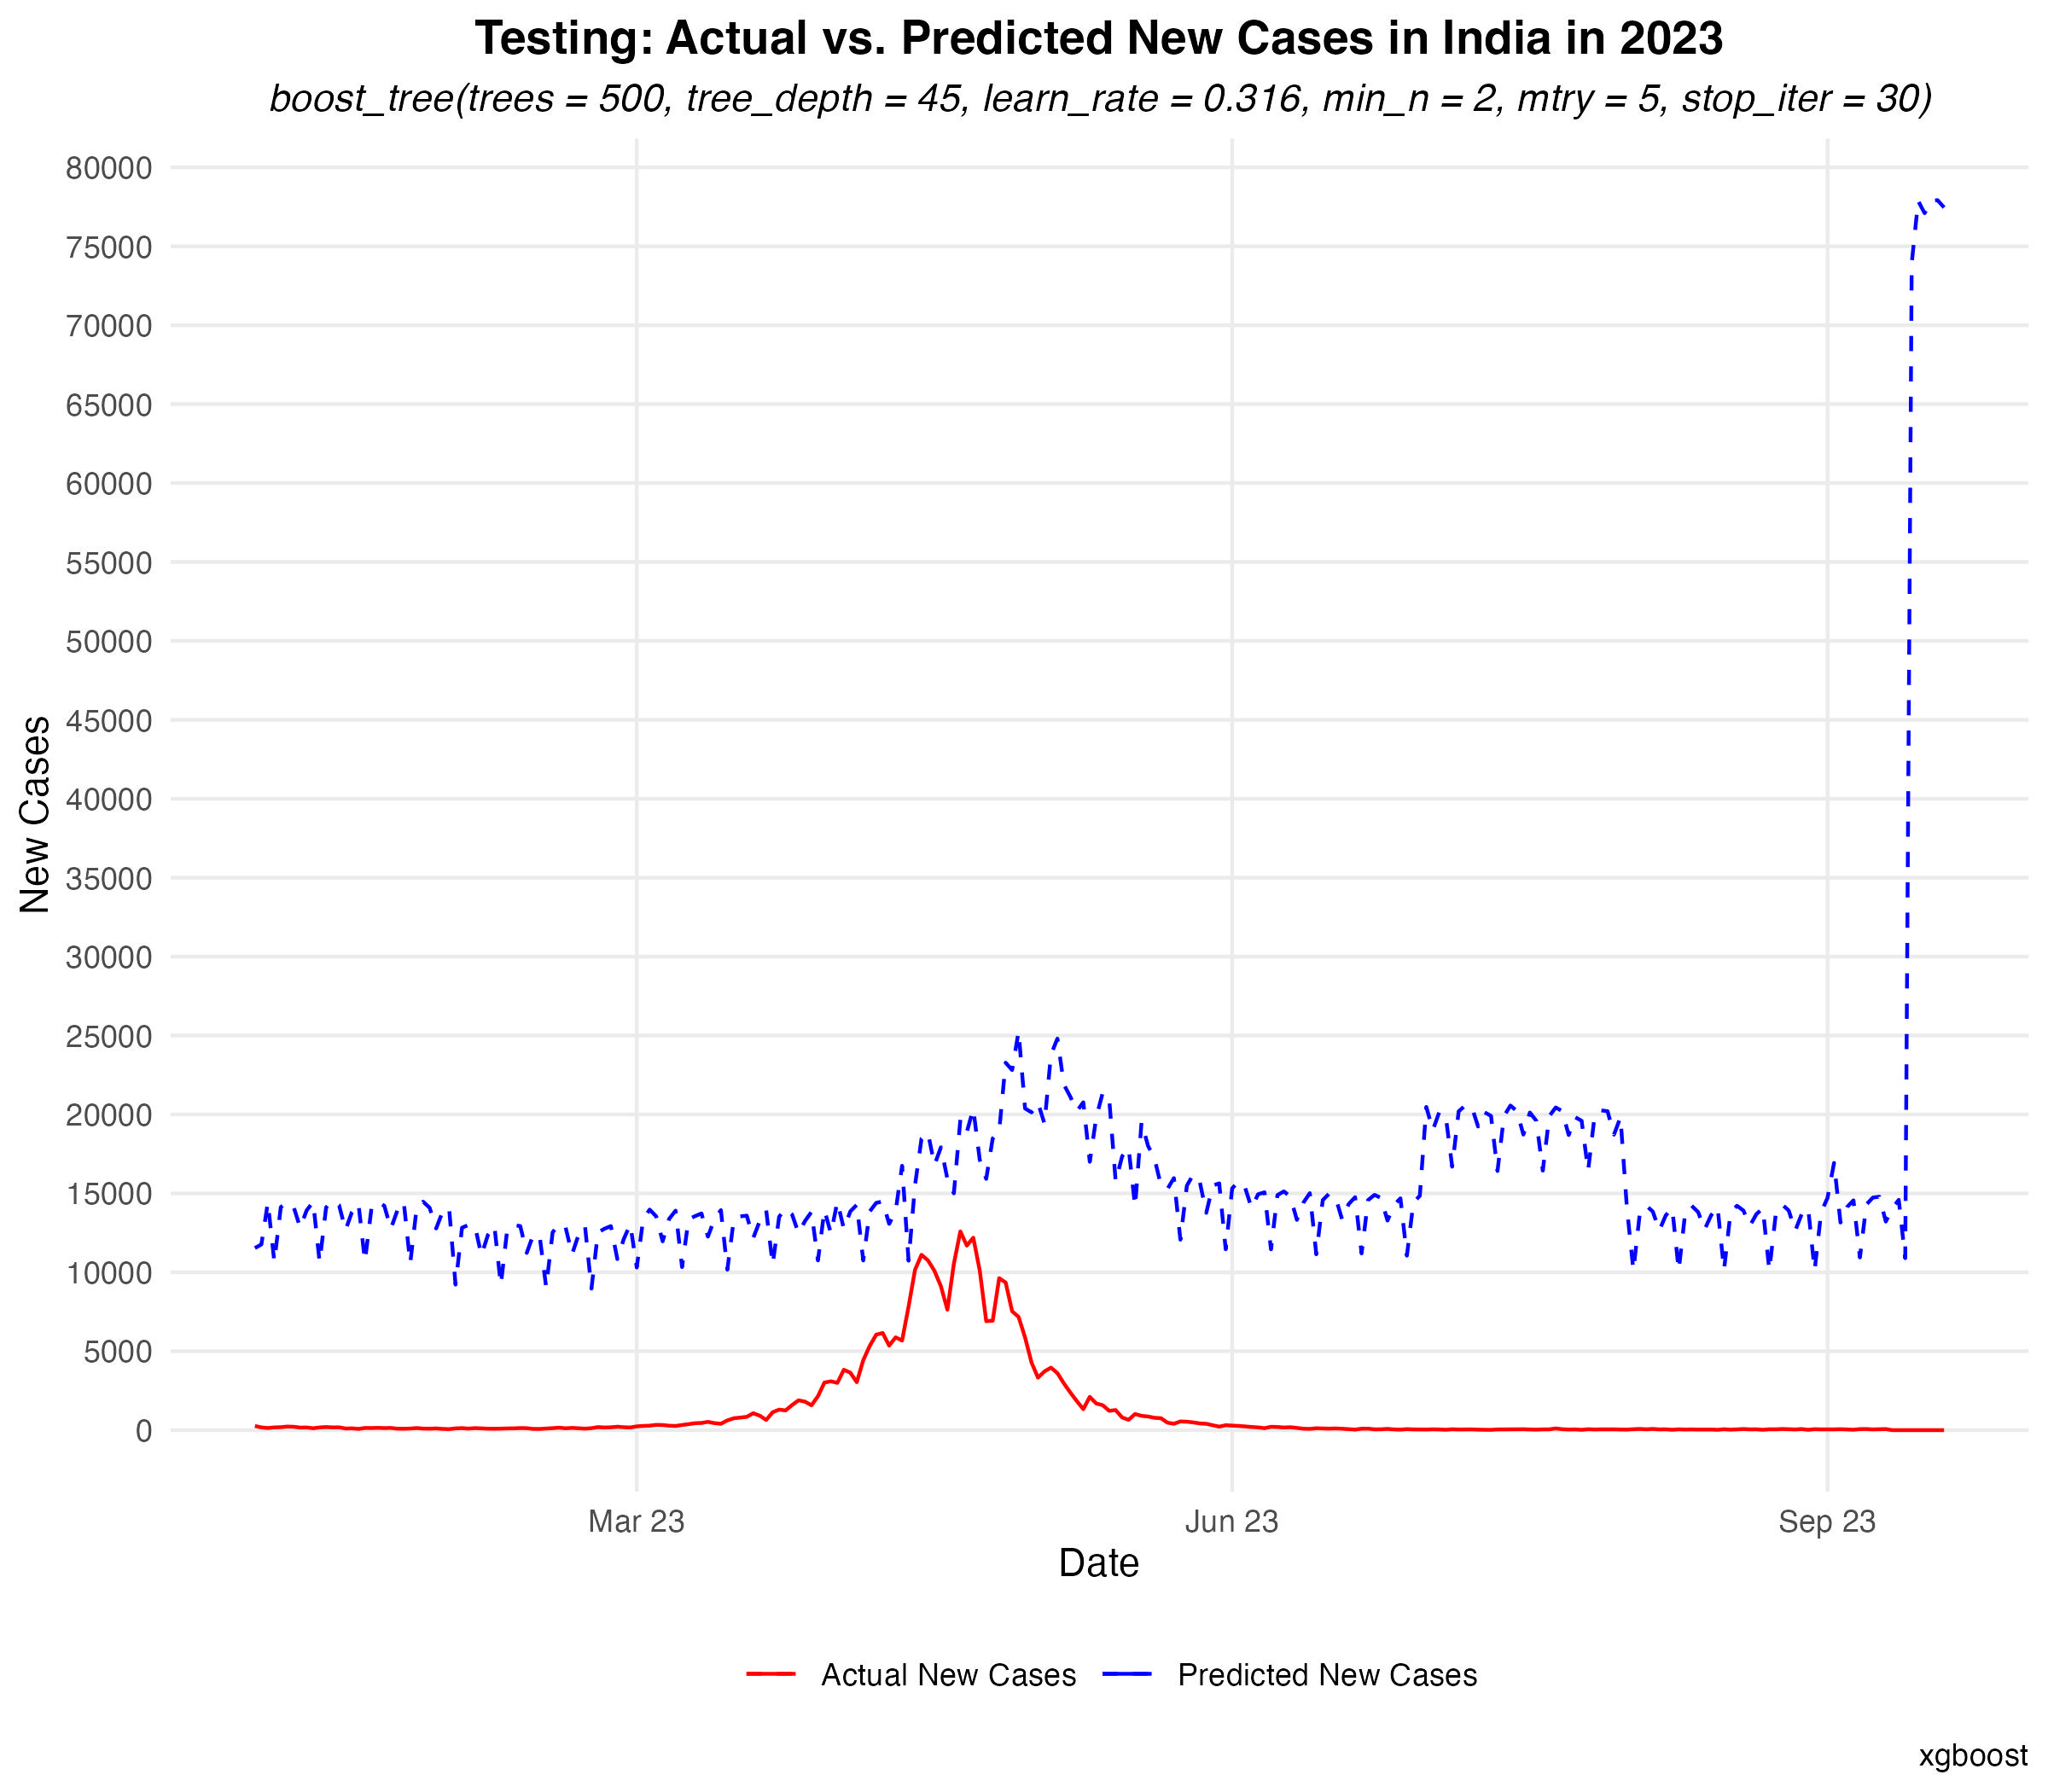 Testing: Actual vs. Predicted New Cases in India in 2023
boost_tree(trees = 500, tree_depth = 45, learn_rate = 0.316, min_n = 2, mtry = 5, stop_iter = 30)
80000
75000
70000
65000
60000
55000
50000
45000
40000
35000
30000
25000
20000
15000
10000
5000
0
New Cases
Mar 23 Jun 23 Sep 23
Date
Actual New Cases Predicted New Cases
xgboost